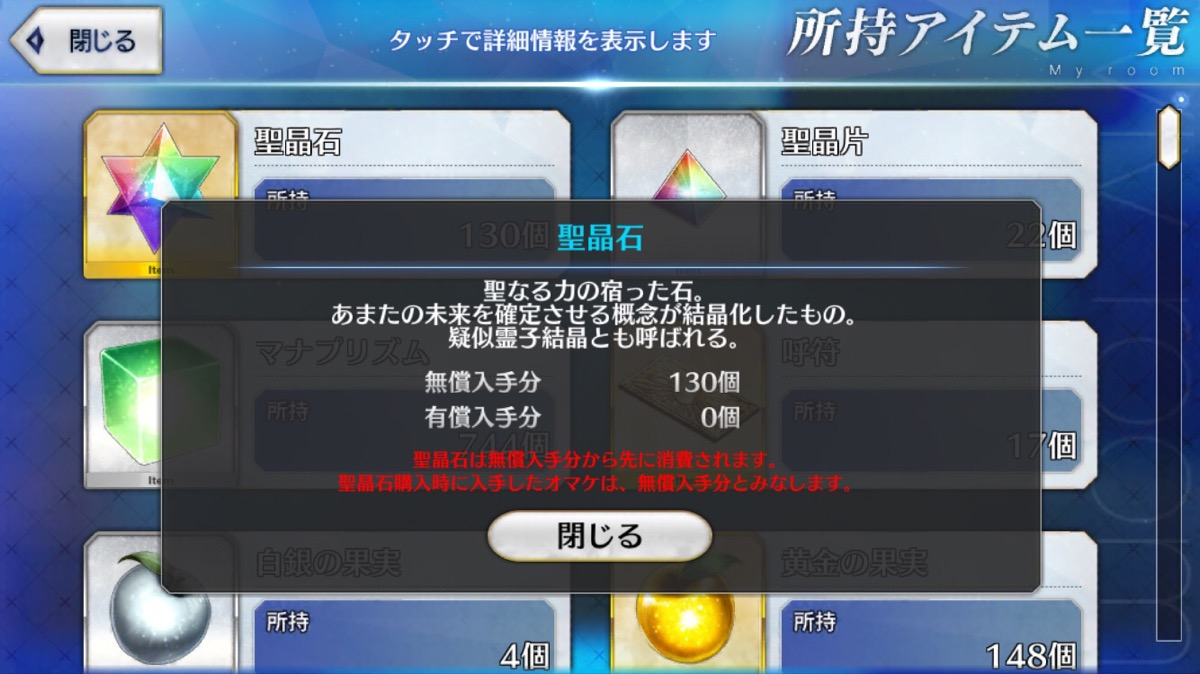 閉じる
タッチで詳細情報を表示します
所持アイテム一覧
My room
聖晶石
聖晶片
所持
所持
130個
22個
聖晶石
聖なる力の宿った石。
あまたの未来を確定させる概念が結晶化したもの。
疑似霊子結晶とも呼ばれる。
マナプリズム
呼符
無償入手分 130個
有償入手分 0個
所持
所持
744個
17個
聖晶石は無償入手分から先に消費されます。
聖晶石購入時に入手したオマケは、無償入手分とみなします。
閉じる
白銀の果実
黄金の果実
所持
所持
4個
148個